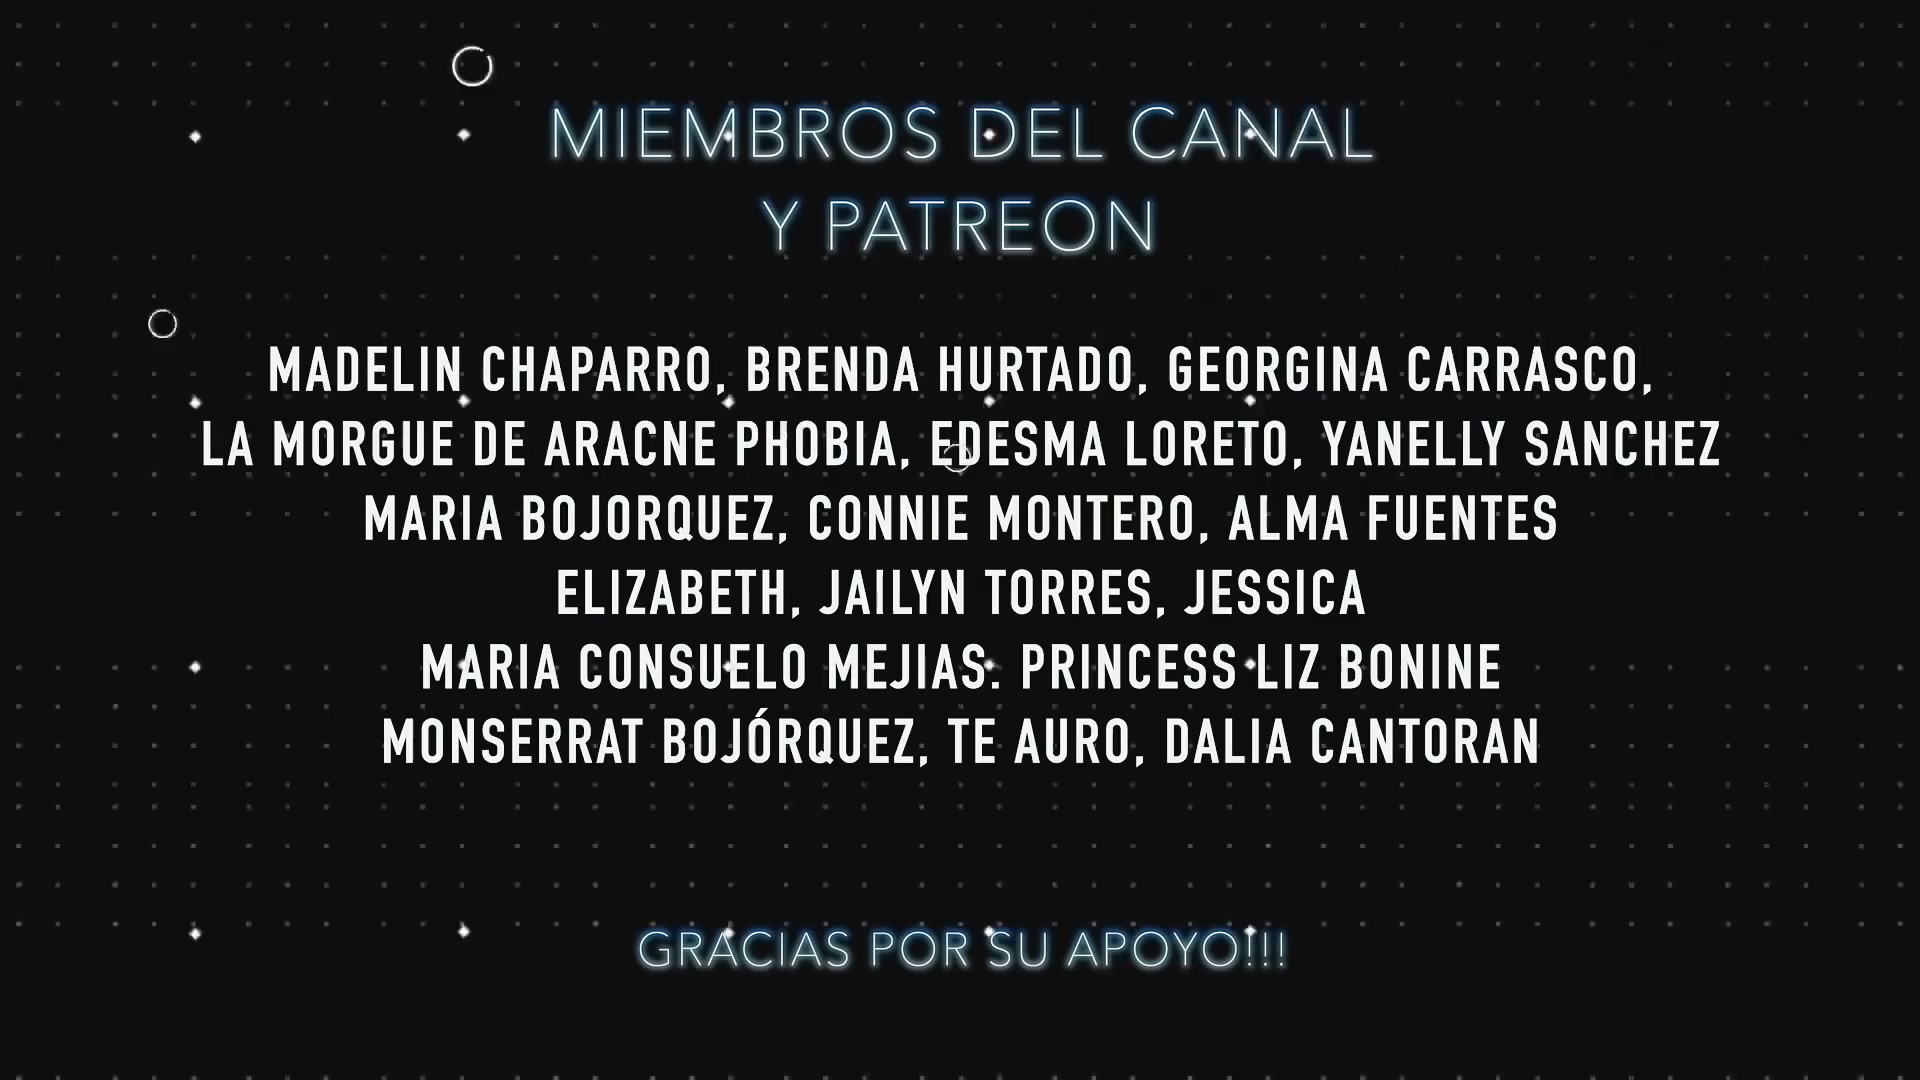 MIEMBROS DEL CANAL
Y PATREON
MADELIN CHAPARRO, BRENDA HURTADO, GEORGINA CARRASCO,
LA MORGUE DE ARACNE PHOBIA, EDESMA LORETO, YANELLY SANCHEZ
MARIA BOJORQUEZ, CONNIE MONTERO, ALMA FUENTES
ELIZABETH, JAILYN TORRES, JESSICA
MARIA CONSUELO MEJIAS. PRINCESS LIZ BONINE
MONSERRAT BOJÓRQUEZ, TE AURO, DALIA CANTORAN
GRACIAS POR SU APOYO!!!